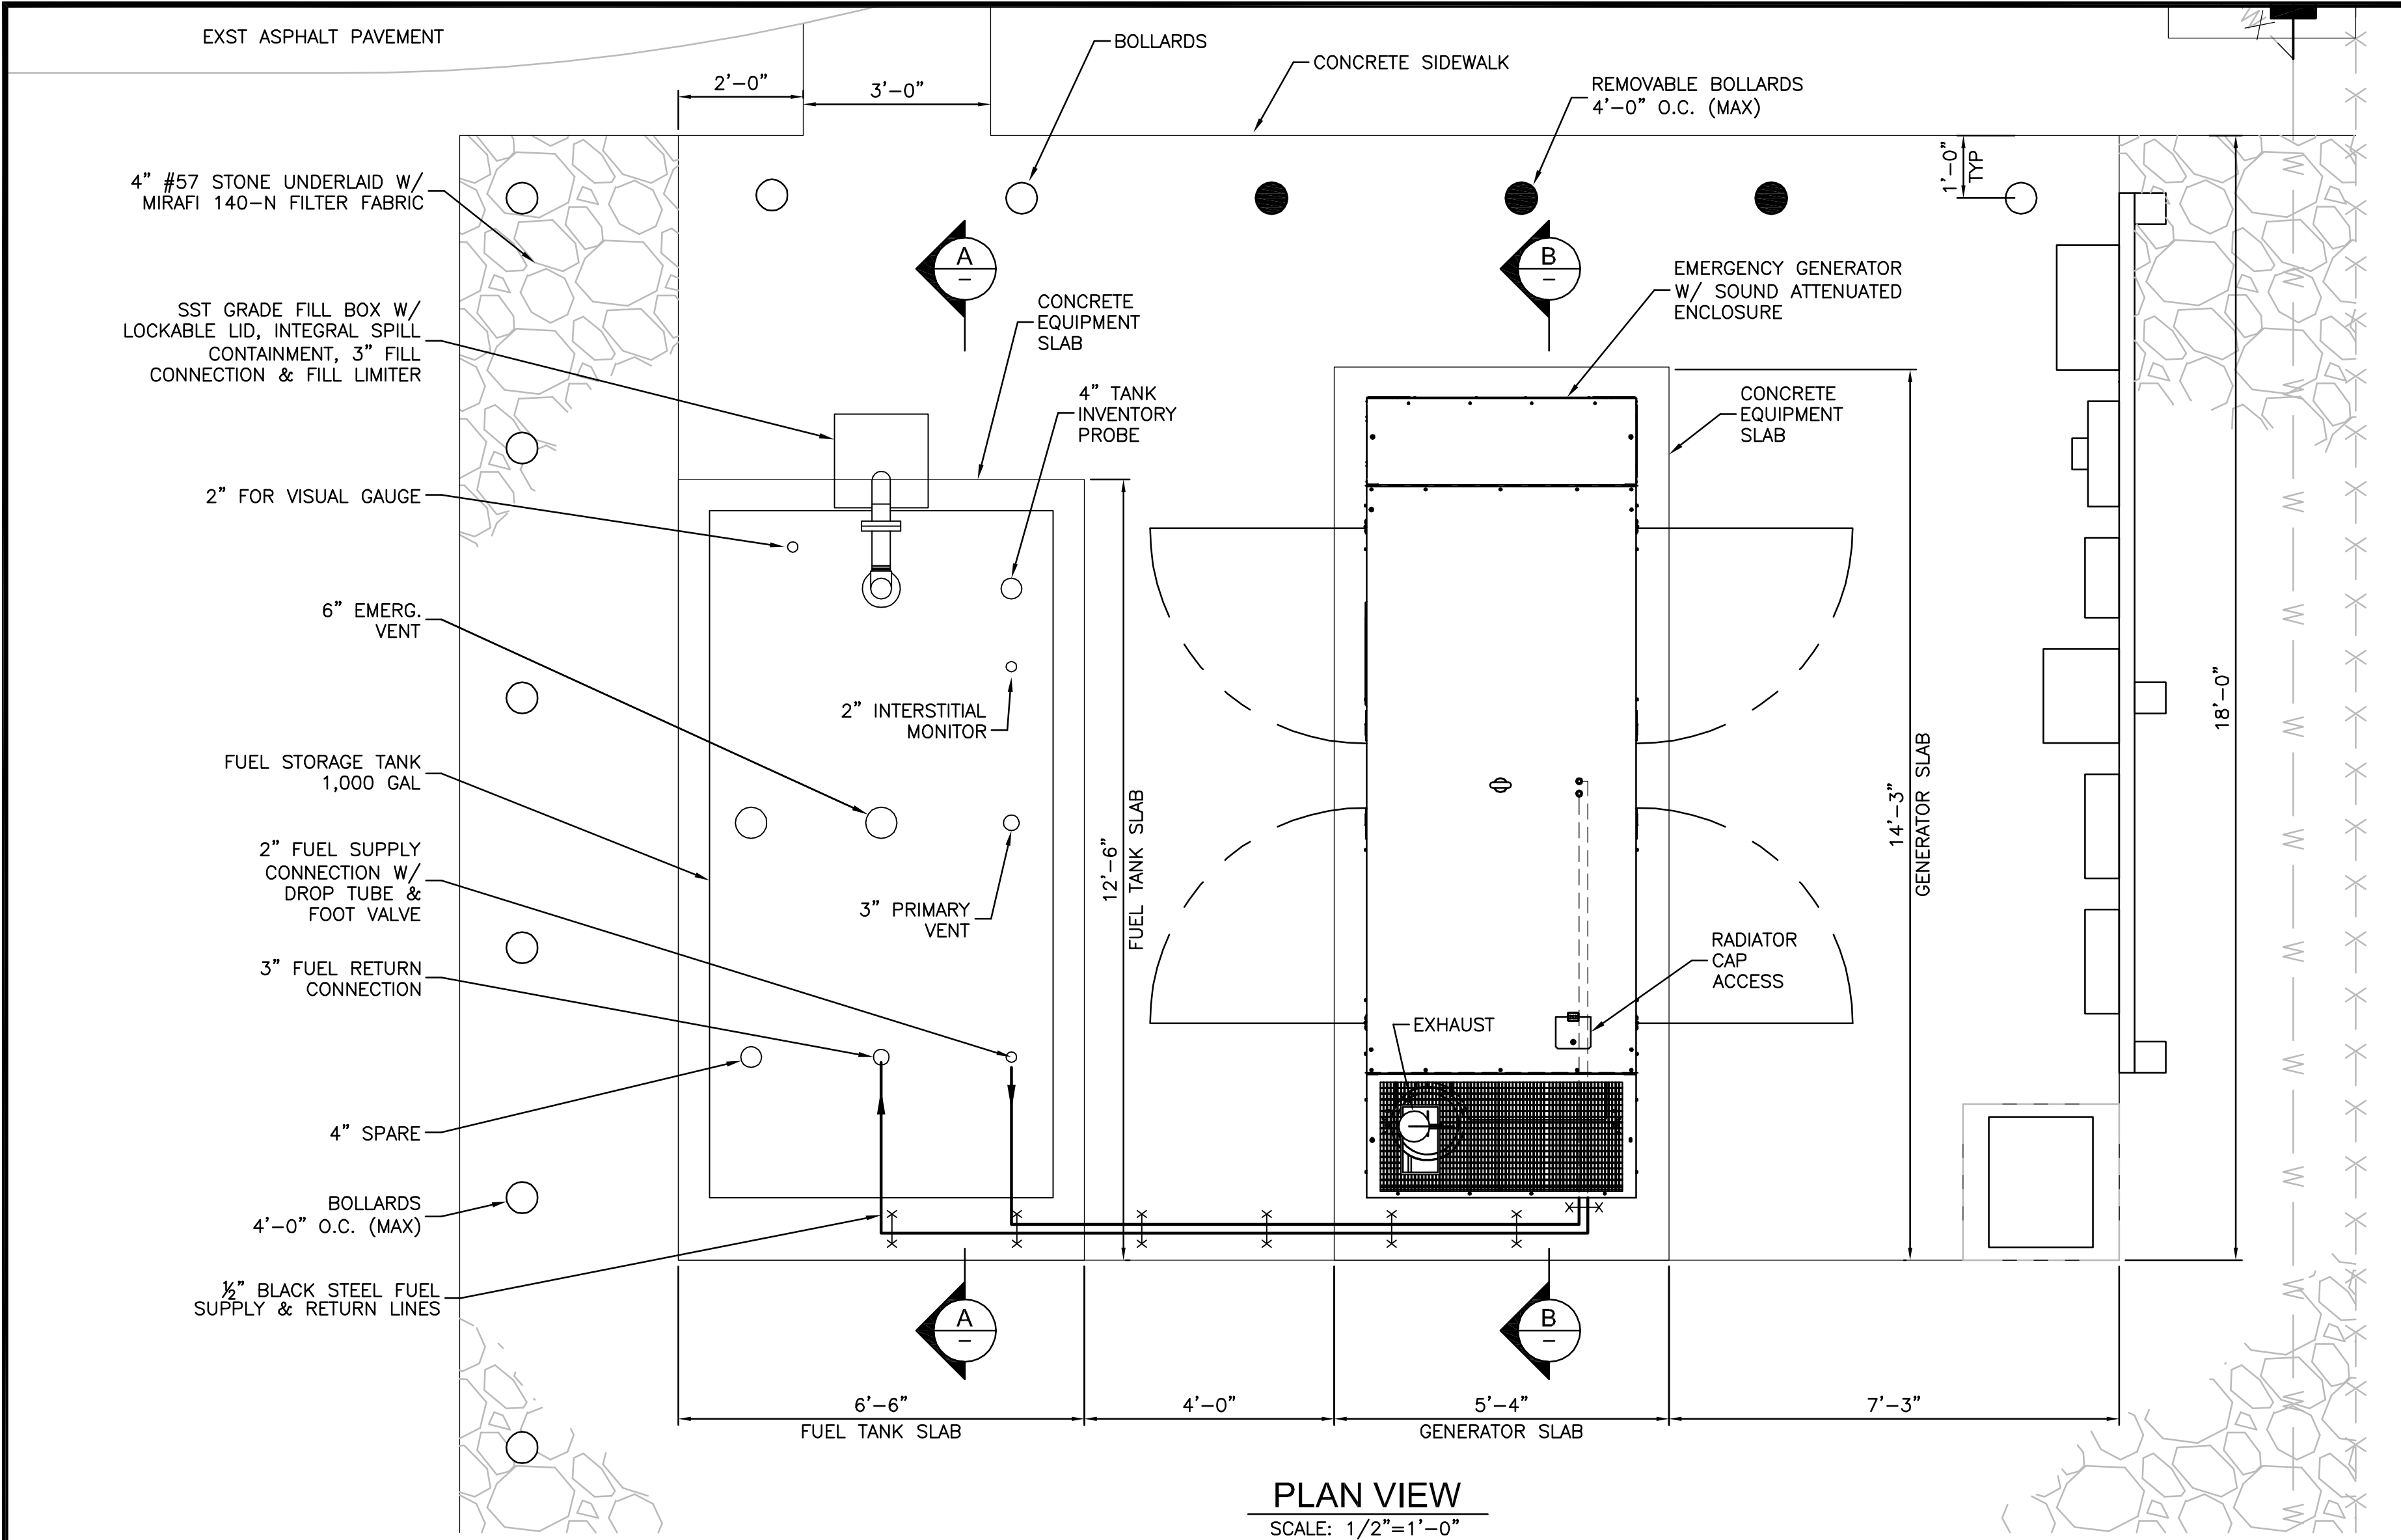 EXST ASPHALT PAVEMENT
2'-0"
3'-0"
BOLLARDS
CONCRETE SIDEWALK
REMOVABLE BOLLARDS
4'-0" O.C. (MAX)
1'-0"
TYP
4" #57 STONE UNDERLAID W/
MIRAFI 140-N FILTER FABRIC
A
-
B
-
EMERGENCY GENERATOR
W/ SOUND ATTENUATED
ENCLOSURE
SST GRADE FILL BOX W/
LOCKABLE LID, INTEGRAL SPILL
CONTAINMENT, 3" FILL
CONNECTION & FILL LIMITER
CONCRETE
EQUIPMENT
SLAB
4" TANK
INVENTORY
PROBE
CONCRETE
EQUIPMENT
SLAB
2" FOR VISUAL GAUGE
6" EMERG.
VENT
2" INTERSTITIAL
MONITOR
FUEL STORAGE TANK
1,000 GAL
2" FUEL SUPPLY
CONNECTION W/
DROP TUBE &
FOOT VALVE
3" PRIMARY
VENT
12'-6"
FUEL TANK SLAB
14'-3"
GENERATOR SLAB
18'-0"
3" FUEL RETURN
CONNECTION
RADIATOR
CAP
ACCESS
EXHAUST
4" SPARE
BOLLARDS
4'-0" O.C. (MAX)
½" BLACK STEEL FUEL
SUPPLY & RETURN LINES
A
-
B
-
6'-6"
FUEL TANK SLAB
4'-0"
5'-4"
GENERATOR SLAB
7'-3"
W
W
W
W
W
W
W
W
W
W
W
PLAN VIEW
SCALE: 1/2"=1'-0"